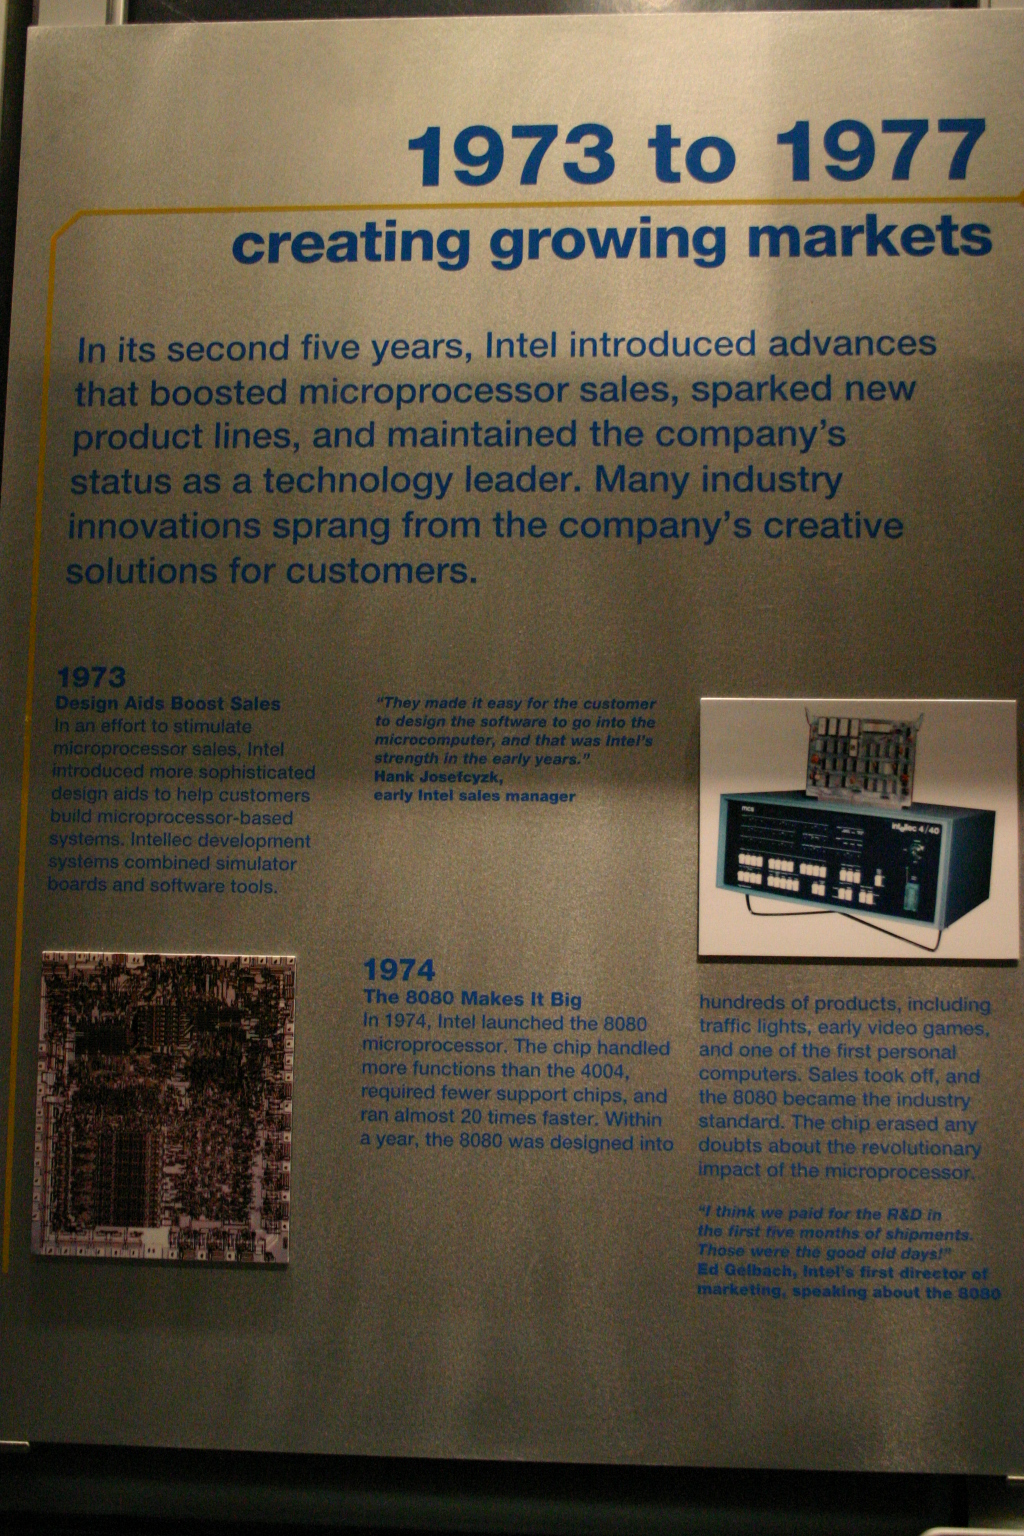 1973 to 1977
creating growing markets
In its second five years, Intel introduced advances
that boosted microprocessor sales, sparked new
product lines, and maintained the company's
status as a technology leader. Many industry
innovations sprang from the company's creative
solutions for customers.
1973
Design Aids Boost Sales
In an effort to stimulate
microprocessor sales, Intel
introduced more sophisticated
design aids to help customers
build microprocessor-based
systems. Intellec development
systems combined simulator
boards and software tools.
"They made it easy for the customer
to design the software to go into the
microcomputer, and that was Intel's
strength in the early years."
Hank Josefcyzk,
early Intel sales manager
mcs
intellec 4/40
1974
The 8080 Makes It Big
In 1974, Intel launched the 8080
microprocessor. The chip handled
more functions than the 4004,
required fewer support chips, and
ran almost 20 times faster. Within
a year, the 8080 was designed into
hundreds of products, including
traffic lights, early video games,
and one of the first personal
computers. Sales took off, and
the 8080 became the industry
standard. The chip erased any
doubts about the revolutionary
impact of the microprocessor.
"I think we paid for the R&D in
the first five months of shipments.
Those were the good old days!"
Ed Gelbach, Intel's first director of
marketing, speaking about the 8080